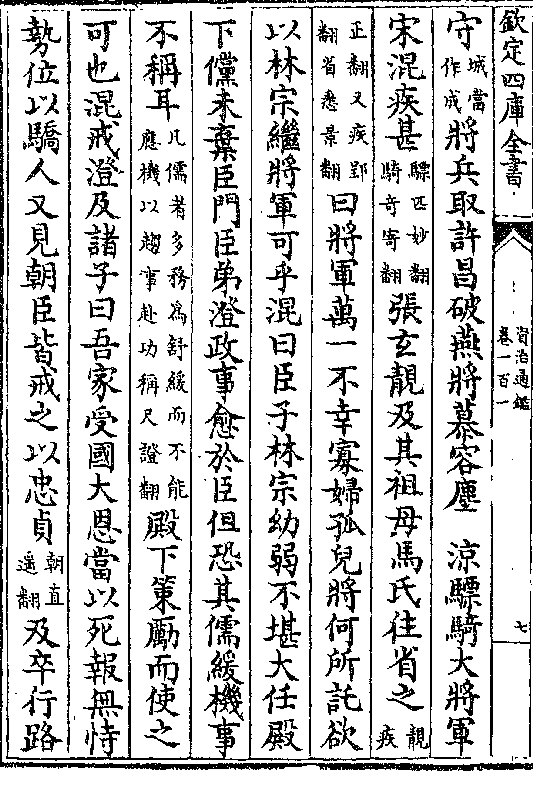 欽定四庫全書
資治通鑑
卷一百一
七
守城當作成將兵取許昌破燕將慕容塵 涼驃騎大將軍
宋混疾甚驃匹妙翻騎奇寄翻張玄靚及其祖母馬氏往省之靚疾
正翻又疾郢翻省悉景翻曰將軍萬一不幸寡婦孤兒將何所託欲
以林宗繼將軍可乎混曰臣子林宗幼弱不堪大任殿
下儻未棄臣門臣弟澄政事愈於臣但恐其儒緩機事
不稱耳凡儒者多務為舒緩而不能應機以趨事赴功稱尺證翻殿下策勵而使之
可也混戒澄及諸子曰吾家受國大恩當以死報無恃
勢位以驕人又見朝臣皆戒之以忠貞朝直遥翻及卒行路